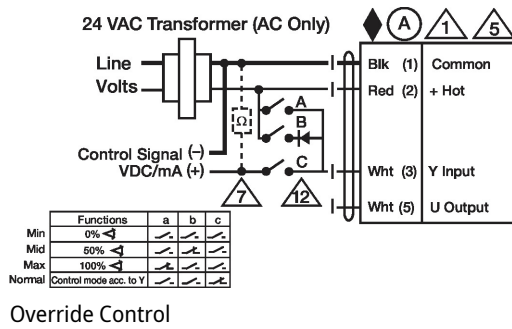 24 VAC Transformer (AC Only)
A
1
5
Line
Volts
Blk (1) Common
Red (2) + Hot
A
B
C
Ω
Control Signal (–)
VDC/mA (+)
7
12
Wht (3) Y Input
Wht (5) U Output
Functions a b c
Min 0%
Mid 50%
Max 100%
Normal Control mode acc. to Y
Override Control